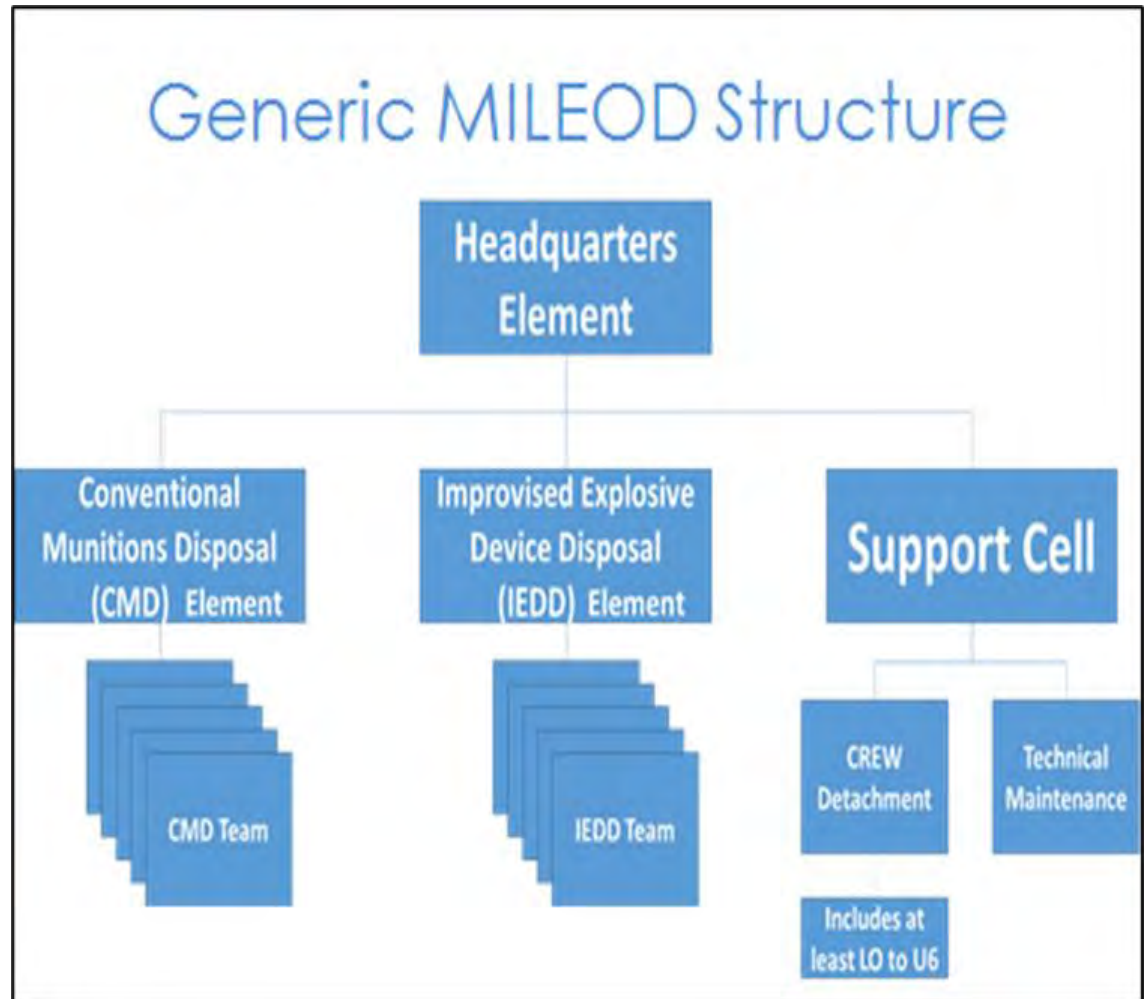 Generic MILEOD Structure
Headquarters
Element
Conventional
Munitions Disposal
(CMD) Element
Improvised Explosive
Device Disposal
(IEDD) Element
Support Cell
CMD Team
IEDD Team
CREW
Detachment
Technical
Maintenance
Includes at
least LO to U6